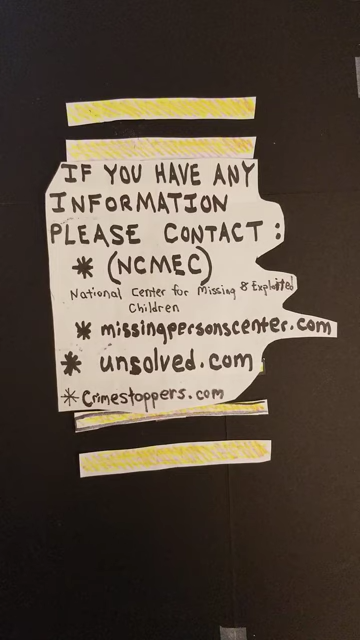 IF YOU HAVE ANY
INFORMATION
PLEASE CONTACT:
* (NCMEC)
National Center for Missing & Exploited
Children
* missingpersonscenter.com
* unsolved.com
* Crimestoppers.com